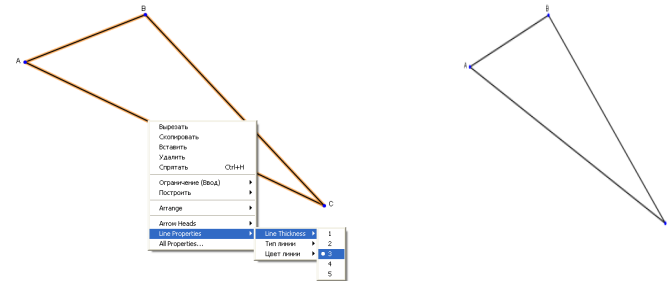 B
A
C
Вырезать
Скопировать
Вставить
Удалить
Спрятать Ctrl+H
Ограничение (Ввод)
Построить
Arrange
Arrow Heads
Line Properties
All Properties...
Line Thickness
Тип линии
Цвет линии
1
2
3
4
5
B
A